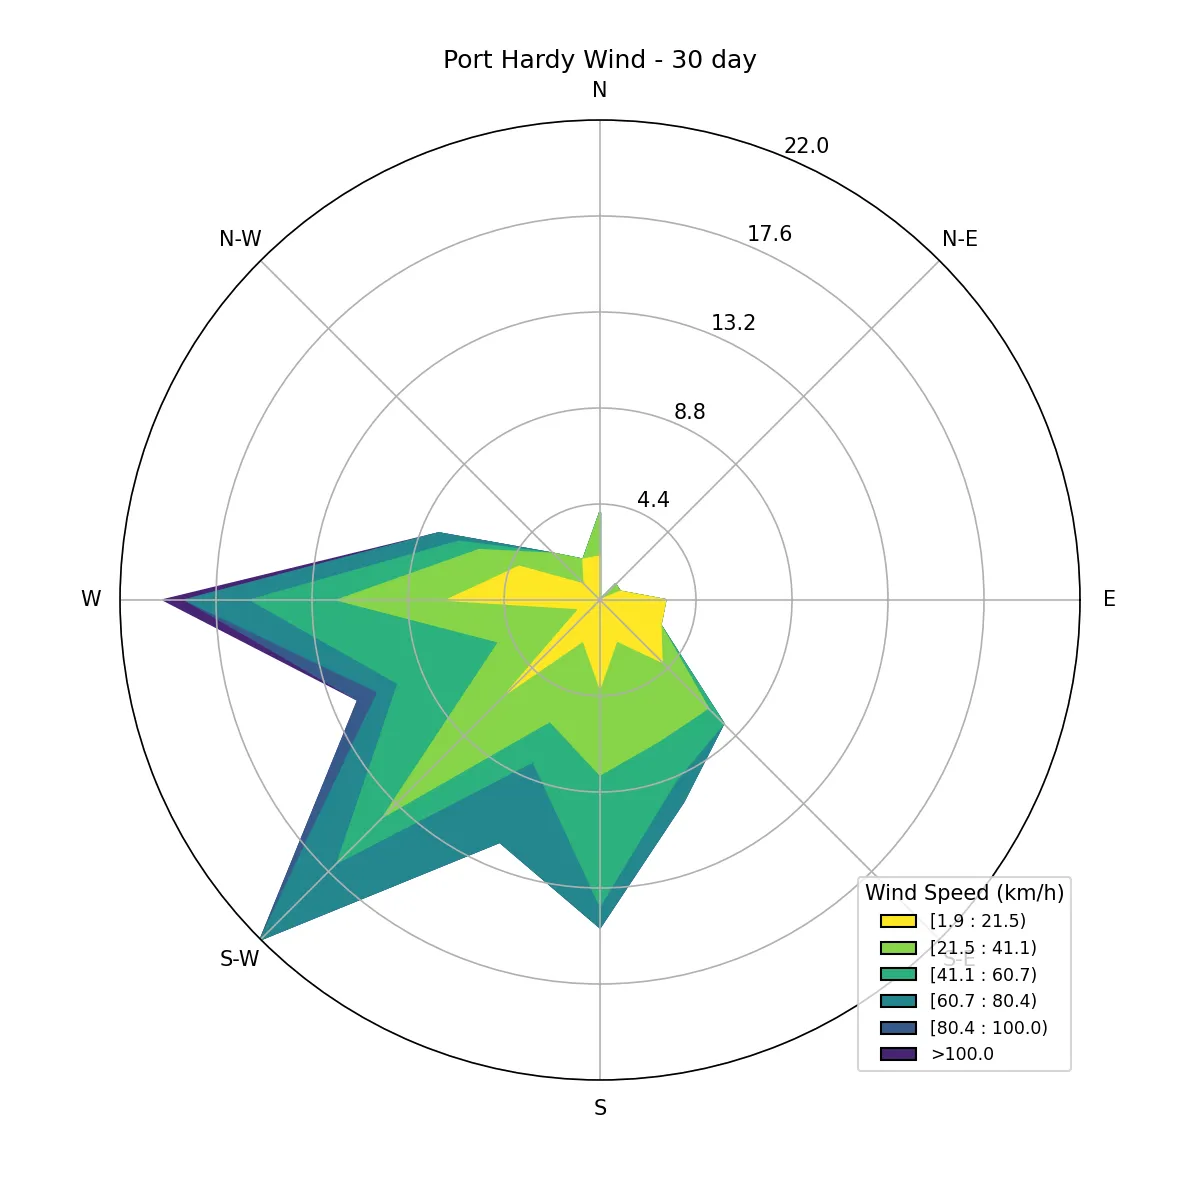 Port Hardy Wind - 30 day
N
22.0
N-W
17.6
N-E
13.2
8.8
4.4
W
E
S-W
S-E
Wind Speed (km/h)
[1.9 : 21.5)
[21.5 : 41.1)
[41.1 : 60.7)
[60.7 : 80.4)
[80.4 : 100.0)
>100.0
S